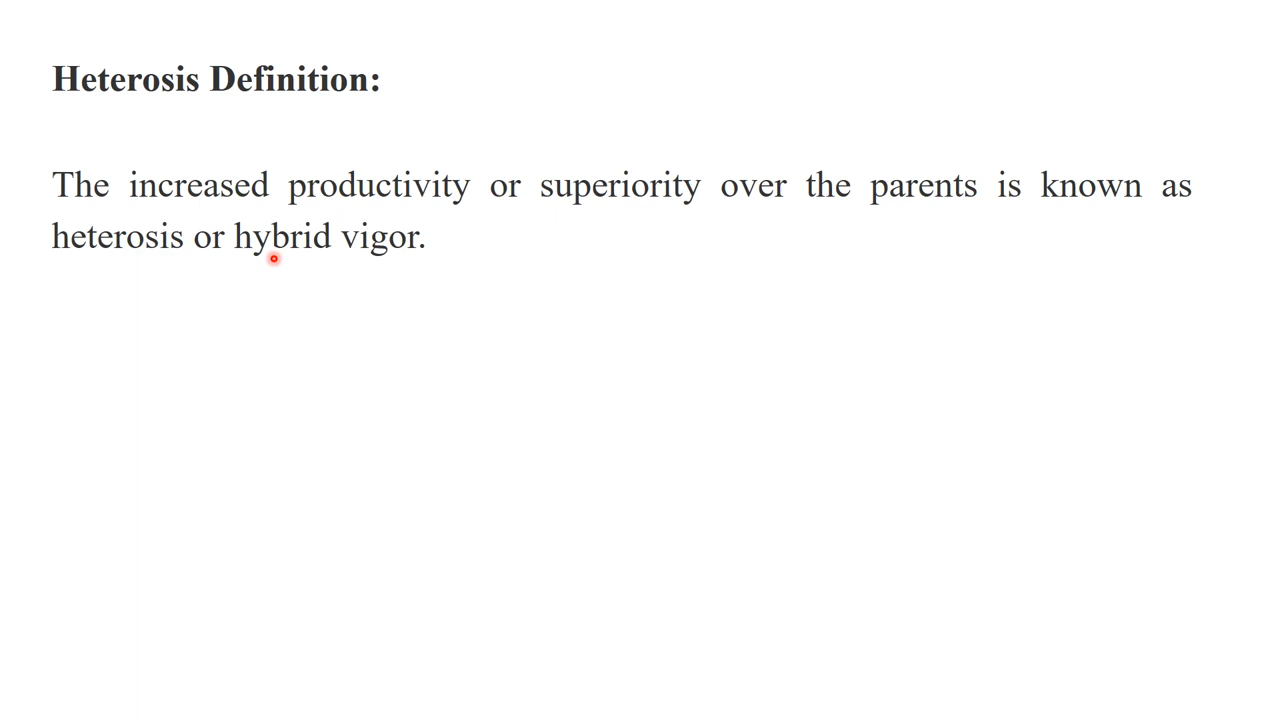 Heterosis Definition:
The increased productivity or superiority over the parents is known as
heterosis or hybrid vigor.